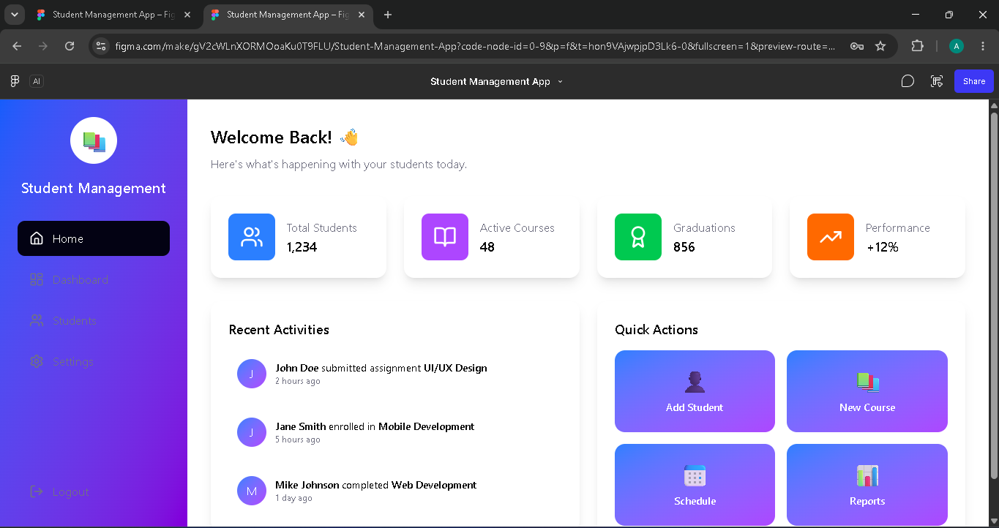 Student Management App – Fig
Student Management App – Fig
figma.com/make/gV2cWLnXORMOoaKu0T9FLU/Student-Management-App?code-node-id=0-9&p=f&t=hon9VAjwpjpD3Lk6-0&fullscreen=1&preview-route=...
A
AI
Student Management App
Share
Student Management
Home
Dashboard
Students
Settings
Logout
Welcome Back! 👋
Here's what's happening with your students today.
Total Students
1,234
Active Courses
48
Graduations
856
Performance
+12%
Recent Activities
J
John Doe submitted assignment UI/UX Design
2 hours ago
J
Jane Smith enrolled in Mobile Development
5 hours ago
M
Mike Johnson completed Web Development
1 day ago
Quick Actions
Add Student
New Course
Schedule
Reports